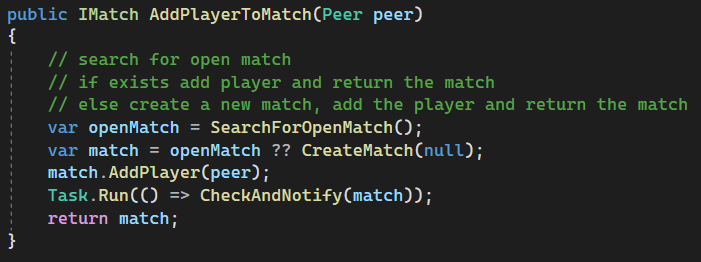 public IMatch AddPlayerToMatch(Peer peer)
{
// search for open match
// if exists add player and return the match
// else create a new match, add the player and return the match
var openMatch = SearchForOpenMatch();
var match = openMatch ?? CreateMatch(null);
match.AddPlayer(peer);
Task.Run(() => CheckAndNotify(match));
return match;
}